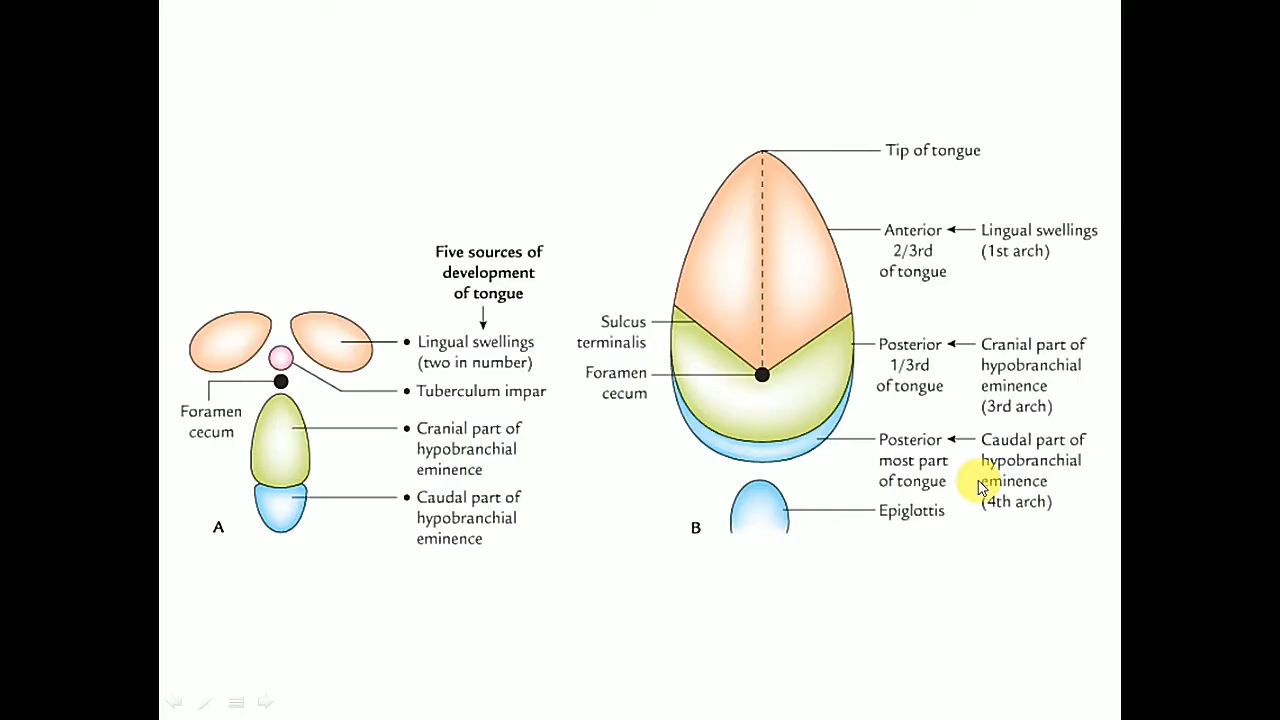 Five sources of
development
of tongue
• Lingual swellings
(two in number)
• Tuberculum impar
Foramen
cecum
• Cranial part of
hypobranchial
eminence
• Caudal part of
hypobranchial
eminence
A
Tip of tongue
Anterior
2/3rd
of tongue
Lingual swellings
(1st arch)
Sulcus
terminalis
Foramen
cecum
Posterior
1/3rd
of tongue
Cranial part of
hypobranchial
eminence
(3rd arch)
Posterior
most part
of tongue
Caudal part of
hypobranchial
eminence
(4th arch)
Epiglottis
B